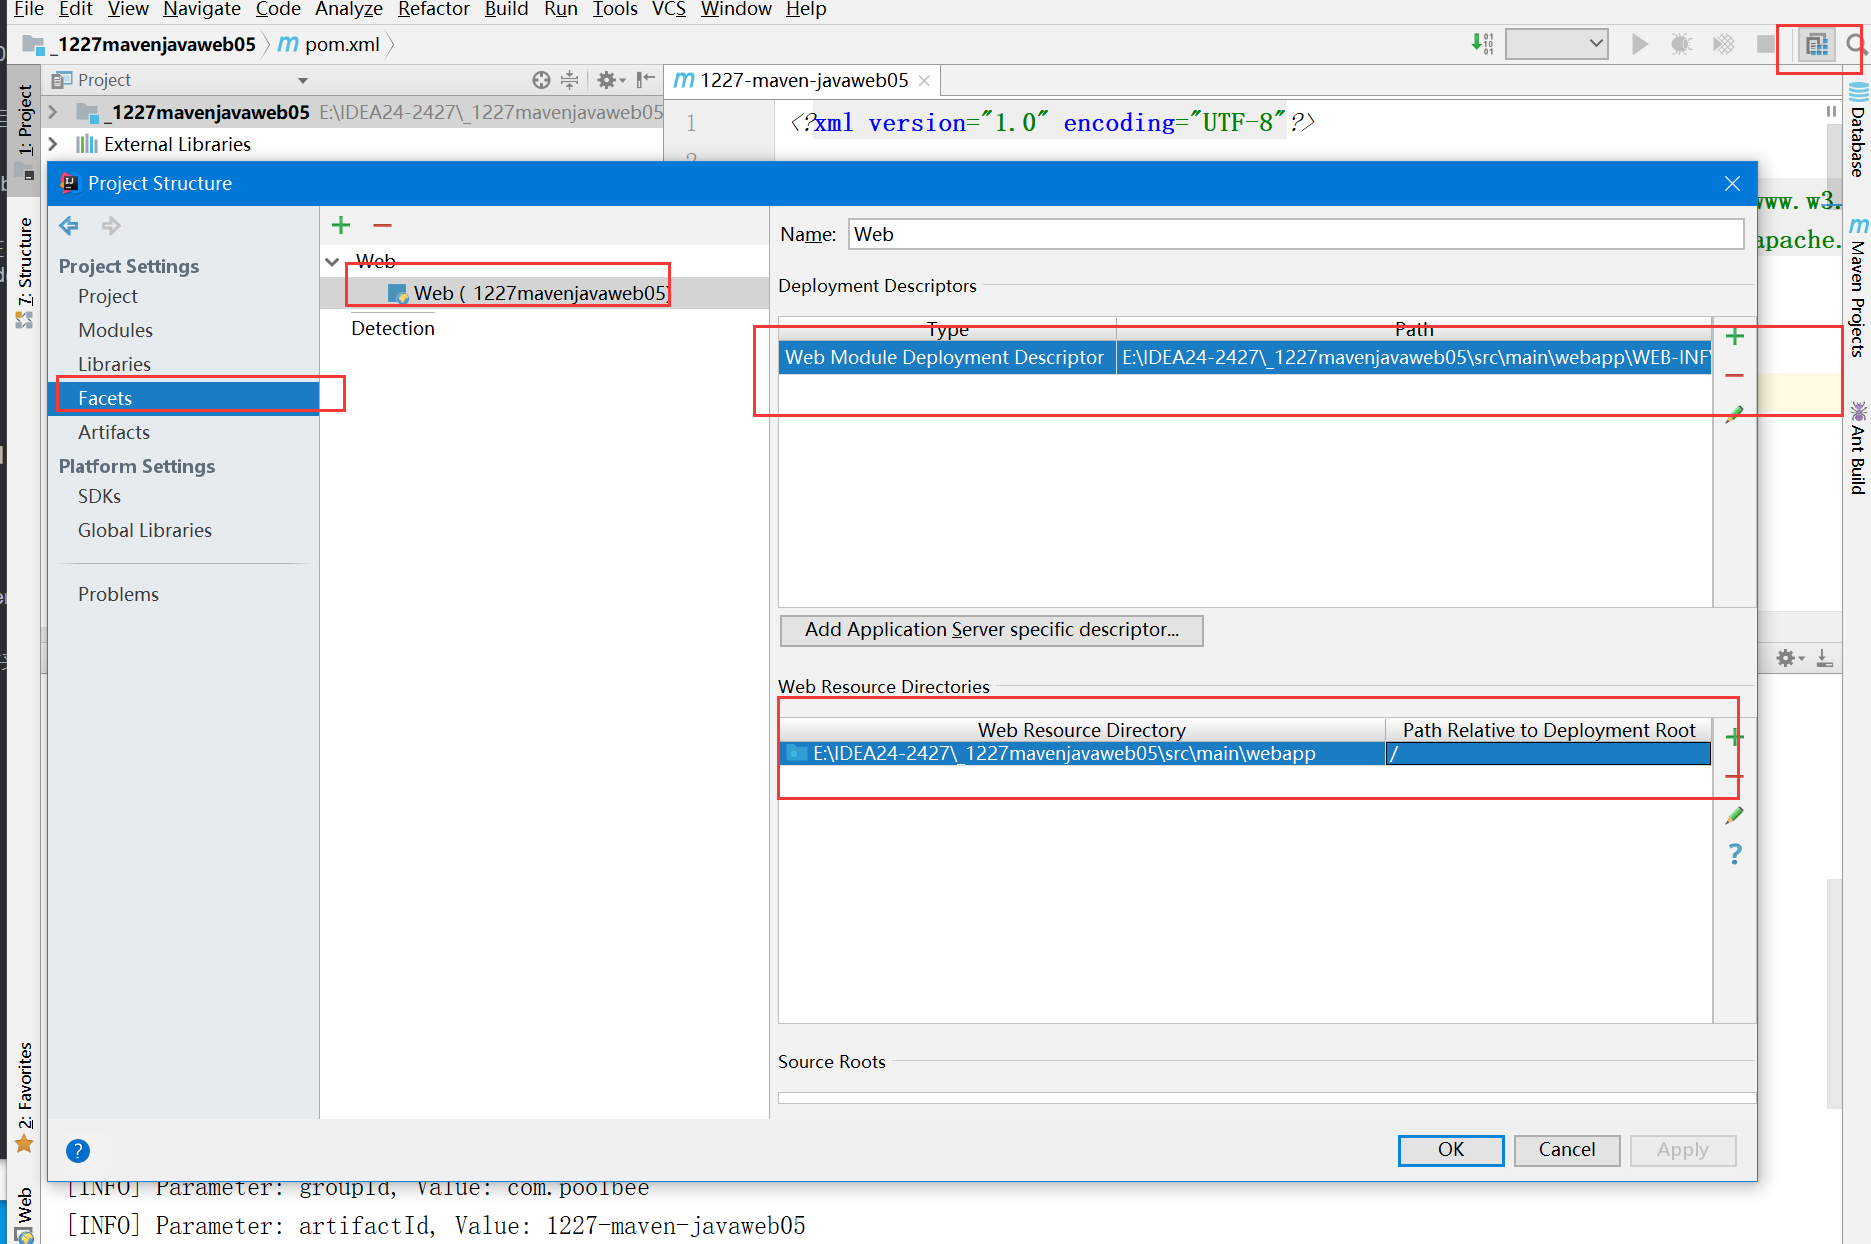 File Edit View Navigate Code Analyze Refactor Build Run Tools VCS Window Help
_1227mavenjavaweb05 m pom.xml
Project
m 1227-maven-javaweb05
1: Project
_1227mavenjavaweb05 E:\IDEA24-2427\_1227mavenjavaweb05
External Libraries
1 <?xml version="1.0" encoding="UTF-8"?>
2
www.w3.
apache.
Database
Maven Projects
Ant Build
7: Structure
2: Favorites
Web
Project Structure
Project Settings
Project
Modules
Libraries
Facets
Artifacts
Platform Settings
SDKs
Global Libraries
Problems
Web
Web ( 1227mavenjavaweb05)
Detection
Name: Web
Deployment Descriptors
Type Path
Web Module Deployment Descriptor E:\IDEA24-2427\_1227mavenjavaweb05\src\main\webapp\WEB-INF\
Add Application Server specific descriptor...
Web Resource Directories
Web Resource Directory Path Relative to Deployment Root
E:\IDEA24-2427\_1227mavenjavaweb05\src\main\webapp /
Source Roots
OK Cancel Apply
[INFO] Parameter: groupId, Value: com.poolbee
[INFO] Parameter: artifactId, Value: 1227-maven-javaweb05